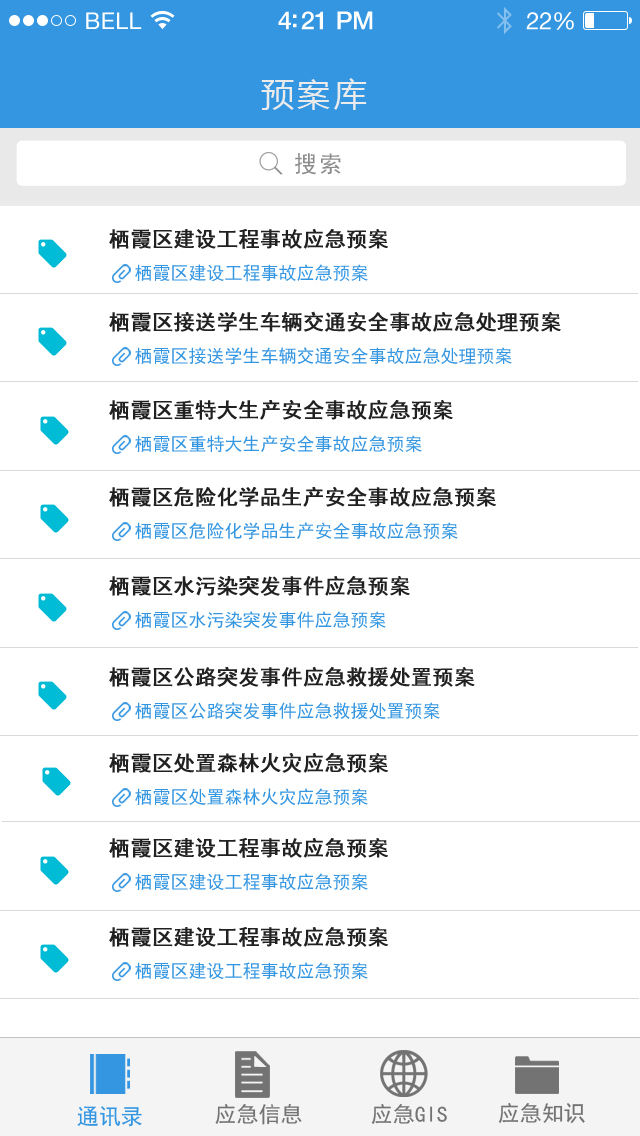 BELL 4:21 PM 22%
预案库
搜索
栖霞区建设工程事故应急预案
栖霞区建设工程事故应急预案
栖霞区接送学生车辆交通安全事故应急处理预案
栖霞区接送学生车辆交通安全事故应急处理预案
栖霞区重特大生产安全事故应急预案
栖霞区重特大生产安全事故应急预案
栖霞区危险化学品生产安全事故应急预案
栖霞区危险化学品生产安全事故应急预案
栖霞区水污染突发事件应急预案
栖霞区水污染突发事件应急预案
栖霞区公路突发事件应急救援处置预案
栖霞区公路突发事件应急救援处置预案
栖霞区处置森林火灾应急预案
栖霞区处置森林火灾应急预案
栖霞区建设工程事故应急预案
栖霞区建设工程事故应急预案
栖霞区建设工程事故应急预案
栖霞区建设工程事故应急预案
通讯录 应急信息 应急GIS 应急知识